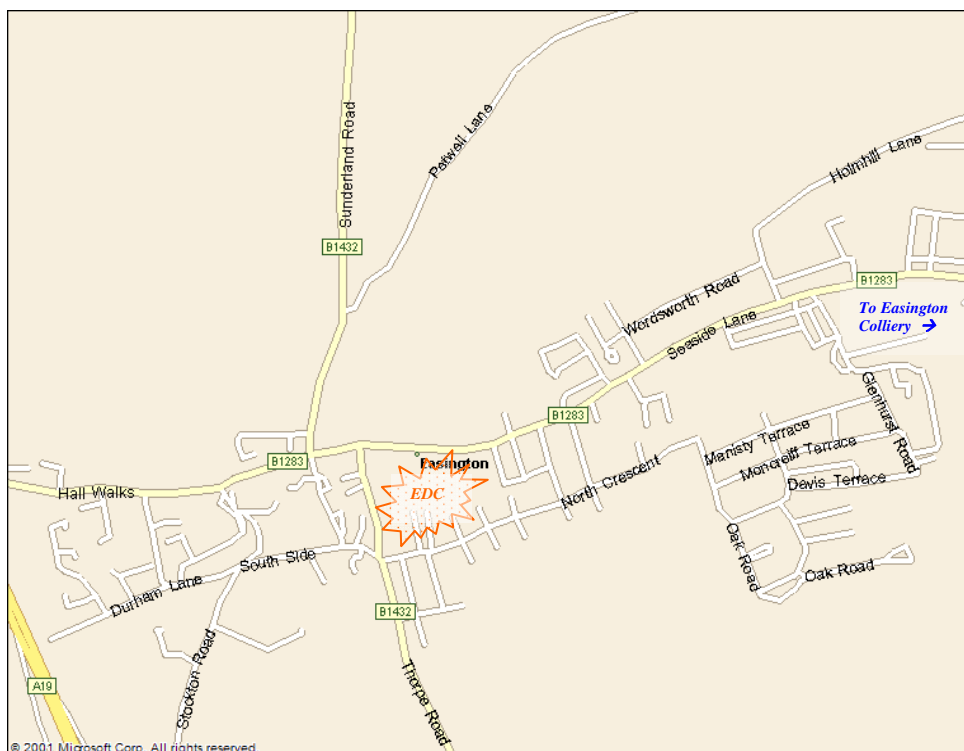 Sunderland Road
Petwell Lane
Holmhill Lane
B1432
B1283
Wordsworth Road
To Easington
Colliery →
Seaside Lane
Glenhurst Road
B1283
Manisty Terrace
Easington
B1283
Moncreiff Terrace
Hall Walks
EDC
North Crescent
Davis Terrace
South Side
Oak Road
Oak Road
Durham Lane
B1432
Stockton Road
Thorpe Road
A19
© 2001 Microsoft Corp. All rights reserved